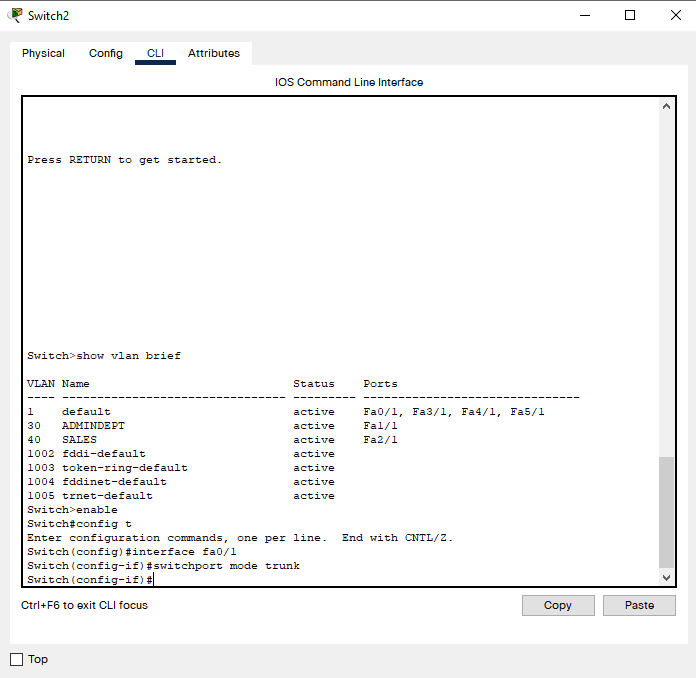 Switch2
Physical Config CLI Attributes
IOS Command Line Interface
Press RETURN to get started.
Switch>show vlan brief
VLAN Name                             Status    Ports
---- -------------------------------- --------- -------------------------------
1    default                          active    Fa0/1, Fa3/1, Fa4/1, Fa5/1
30   ADMINDEPT                        active    Fa1/1
40   SALES                            active    Fa2/1
1002 fddi-default                     active
1003 token-ring-default               active
1004 fddinet-default                  active
1005 trnet-default                    active
Switch>enable
Switch#config t
Enter configuration commands, one per line.  End with CNTL/Z.
Switch(config)#interface fa0/1
Switch(config-if)#switchport mode trunk
Switch(config-if)#
Ctrl+F6 to exit CLI focus
Copy Paste
Top